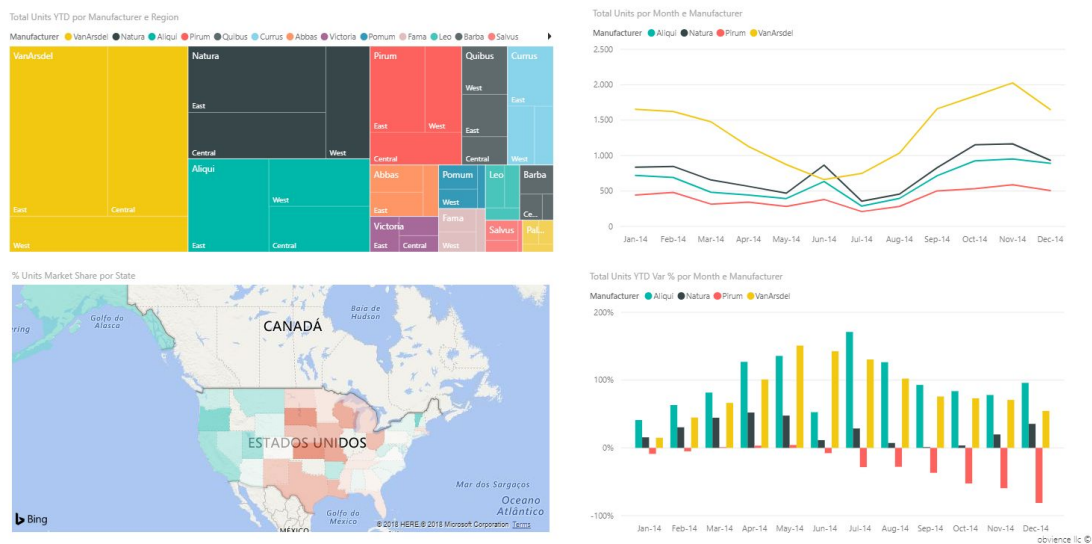 Total Units YTD por Manufacturer e Region
Manufacturer VanArsdel Natura Aliqui Pirum Quibus Currus Abbas Victoria Pomum Fama Leo Barba Salvus
VanArsdel
East
Central
West
Natura
East
Central
West
Aliqui
East
West
Central
Pirum
East
West
Central
Quibus
West
East
Central
Currus
East
West
Abbas
East
Victoria
East Central
Pomum
West
Fama
West
Leo
Salvus
Barba
Ce...
Pal...
Total Units per Month e Manufacturer
Manufacturer Aliqui Natura Pirum VanArsdel
2.500
2.000
1.500
1.000
500
0
Jan-14 Feb-14 Mar-14 Apr-14 May-14 Jun-14 Jul-14 Aug-14 Sep-14 Oct-14 Nov-14 Dec-14
% Units Market Share por State
Golfo do
Alasca
Baía de
Hudson
CANADÁ
ering
ESTADOS UNIDOS
Mar dos Sargaços
Oceano
Atlântico
Golfo do
México
MÉXICO
Bing
© 2018 HERE © 2018 Microsoft Corporation Terms
Total Units YTD Var % por Month e Manufacturer
Manufacturer Aliqui Natura Pirum VanArsdel
200%
100%
0%
-100%
Jan-14 Feb-14 Mar-14 Apr-14 May-14 Jun-14 Jul-14 Aug-14 Sep-14 Oct-14 Nov-14 Dec-14
obvience llc ©